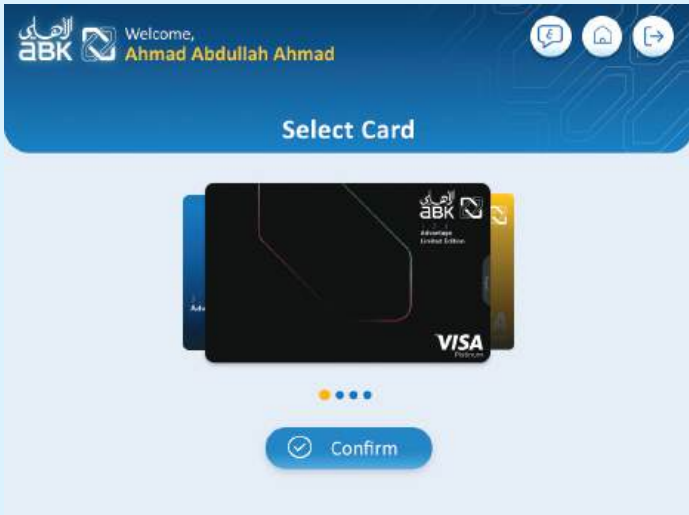 الأهلي
ABK
Welcome,
Ahmad Abdullah Ahmad
ع
Select Card
الأهلي
ABK
Advantage
Limited Edition
VISA
Platinum
Confirm